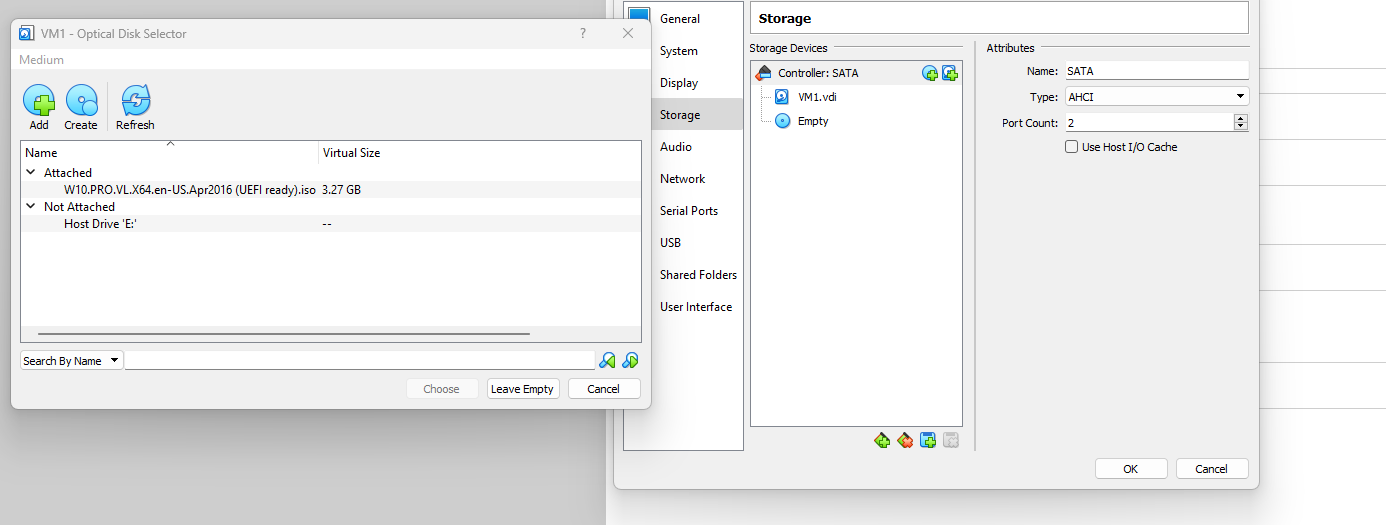 VM1 - Optical Disk Selector
?
Medium
Add
Create
Refresh
Name
Virtual Size
Attached
W10.PRO.VL.X64.en-US.Apr2016 (UEFI ready).iso 3.27 GB
Not Attached
Host Drive 'E:' --
Search By Name
Choose
Leave Empty
Cancel
General
System
Display
Storage
Audio
Network
Serial Ports
USB
Shared Folders
User Interface
Storage
Storage Devices
Controller: SATA
VM1.vdi
Empty
Attributes
Name: SATA
Type: AHCI
Port Count: 2
Use Host I/O Cache
OK
Cancel